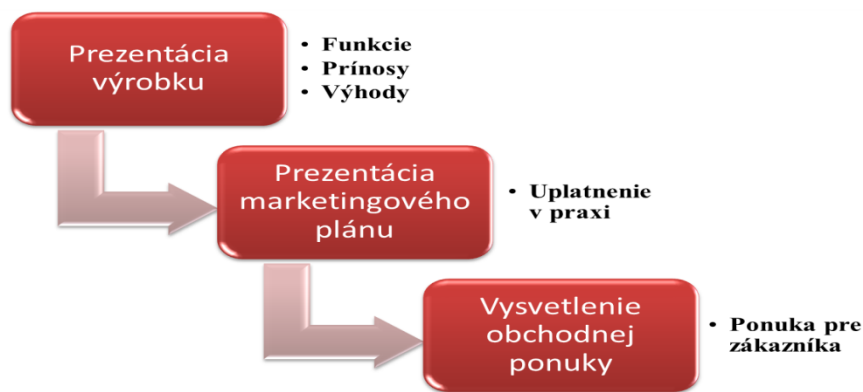 Prezentácia
výrobku
• Funkcie
• Prínosy
• Výhody
Prezentácia
marketingového
plánu
• Uplatnenie
v praxi
Vysvetlenie
obchodnej
ponuky
• Ponuka pre
zákazníka